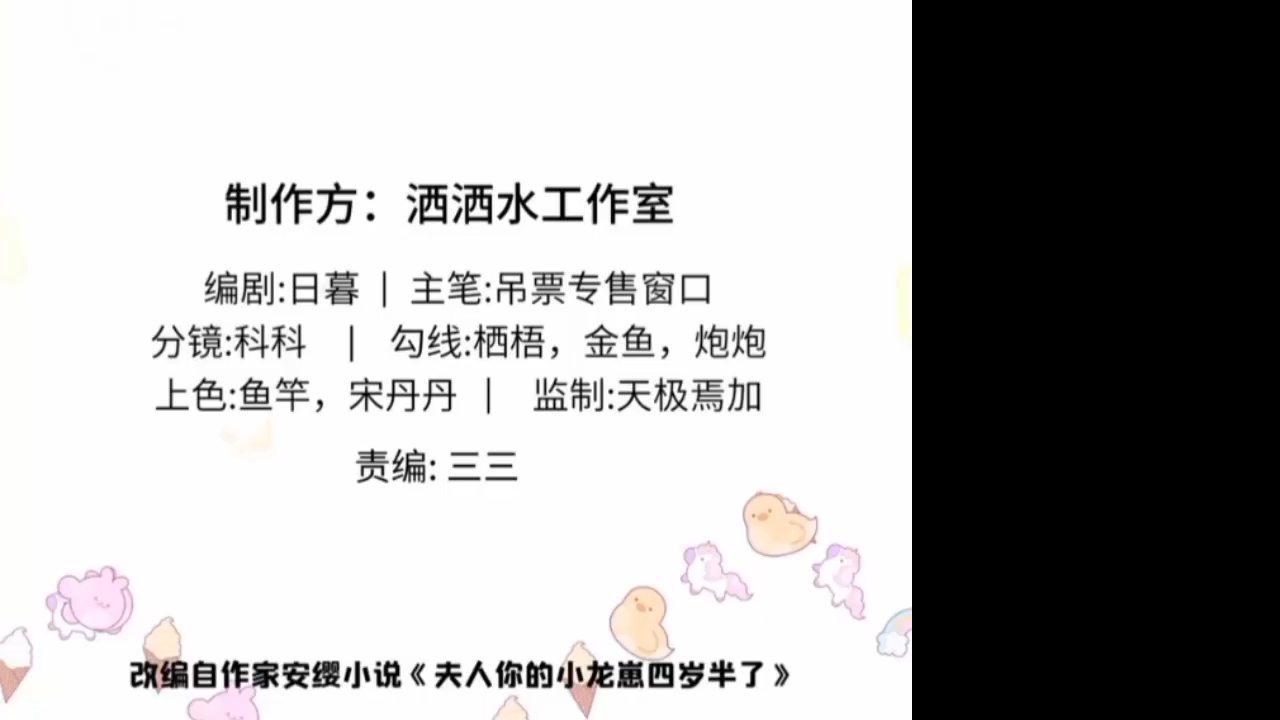 制作方：洒洒水工作室
编剧:日暮 | 主笔:吊票专售窗口
分镜:科科 | 勾线:栖梧，金鱼，炮炮
上色:鱼竿，宋丹丹 | 监制:天极焉加
责编: 三三
改编自作家安缨小说《夫人你的小龙崽四岁半了》